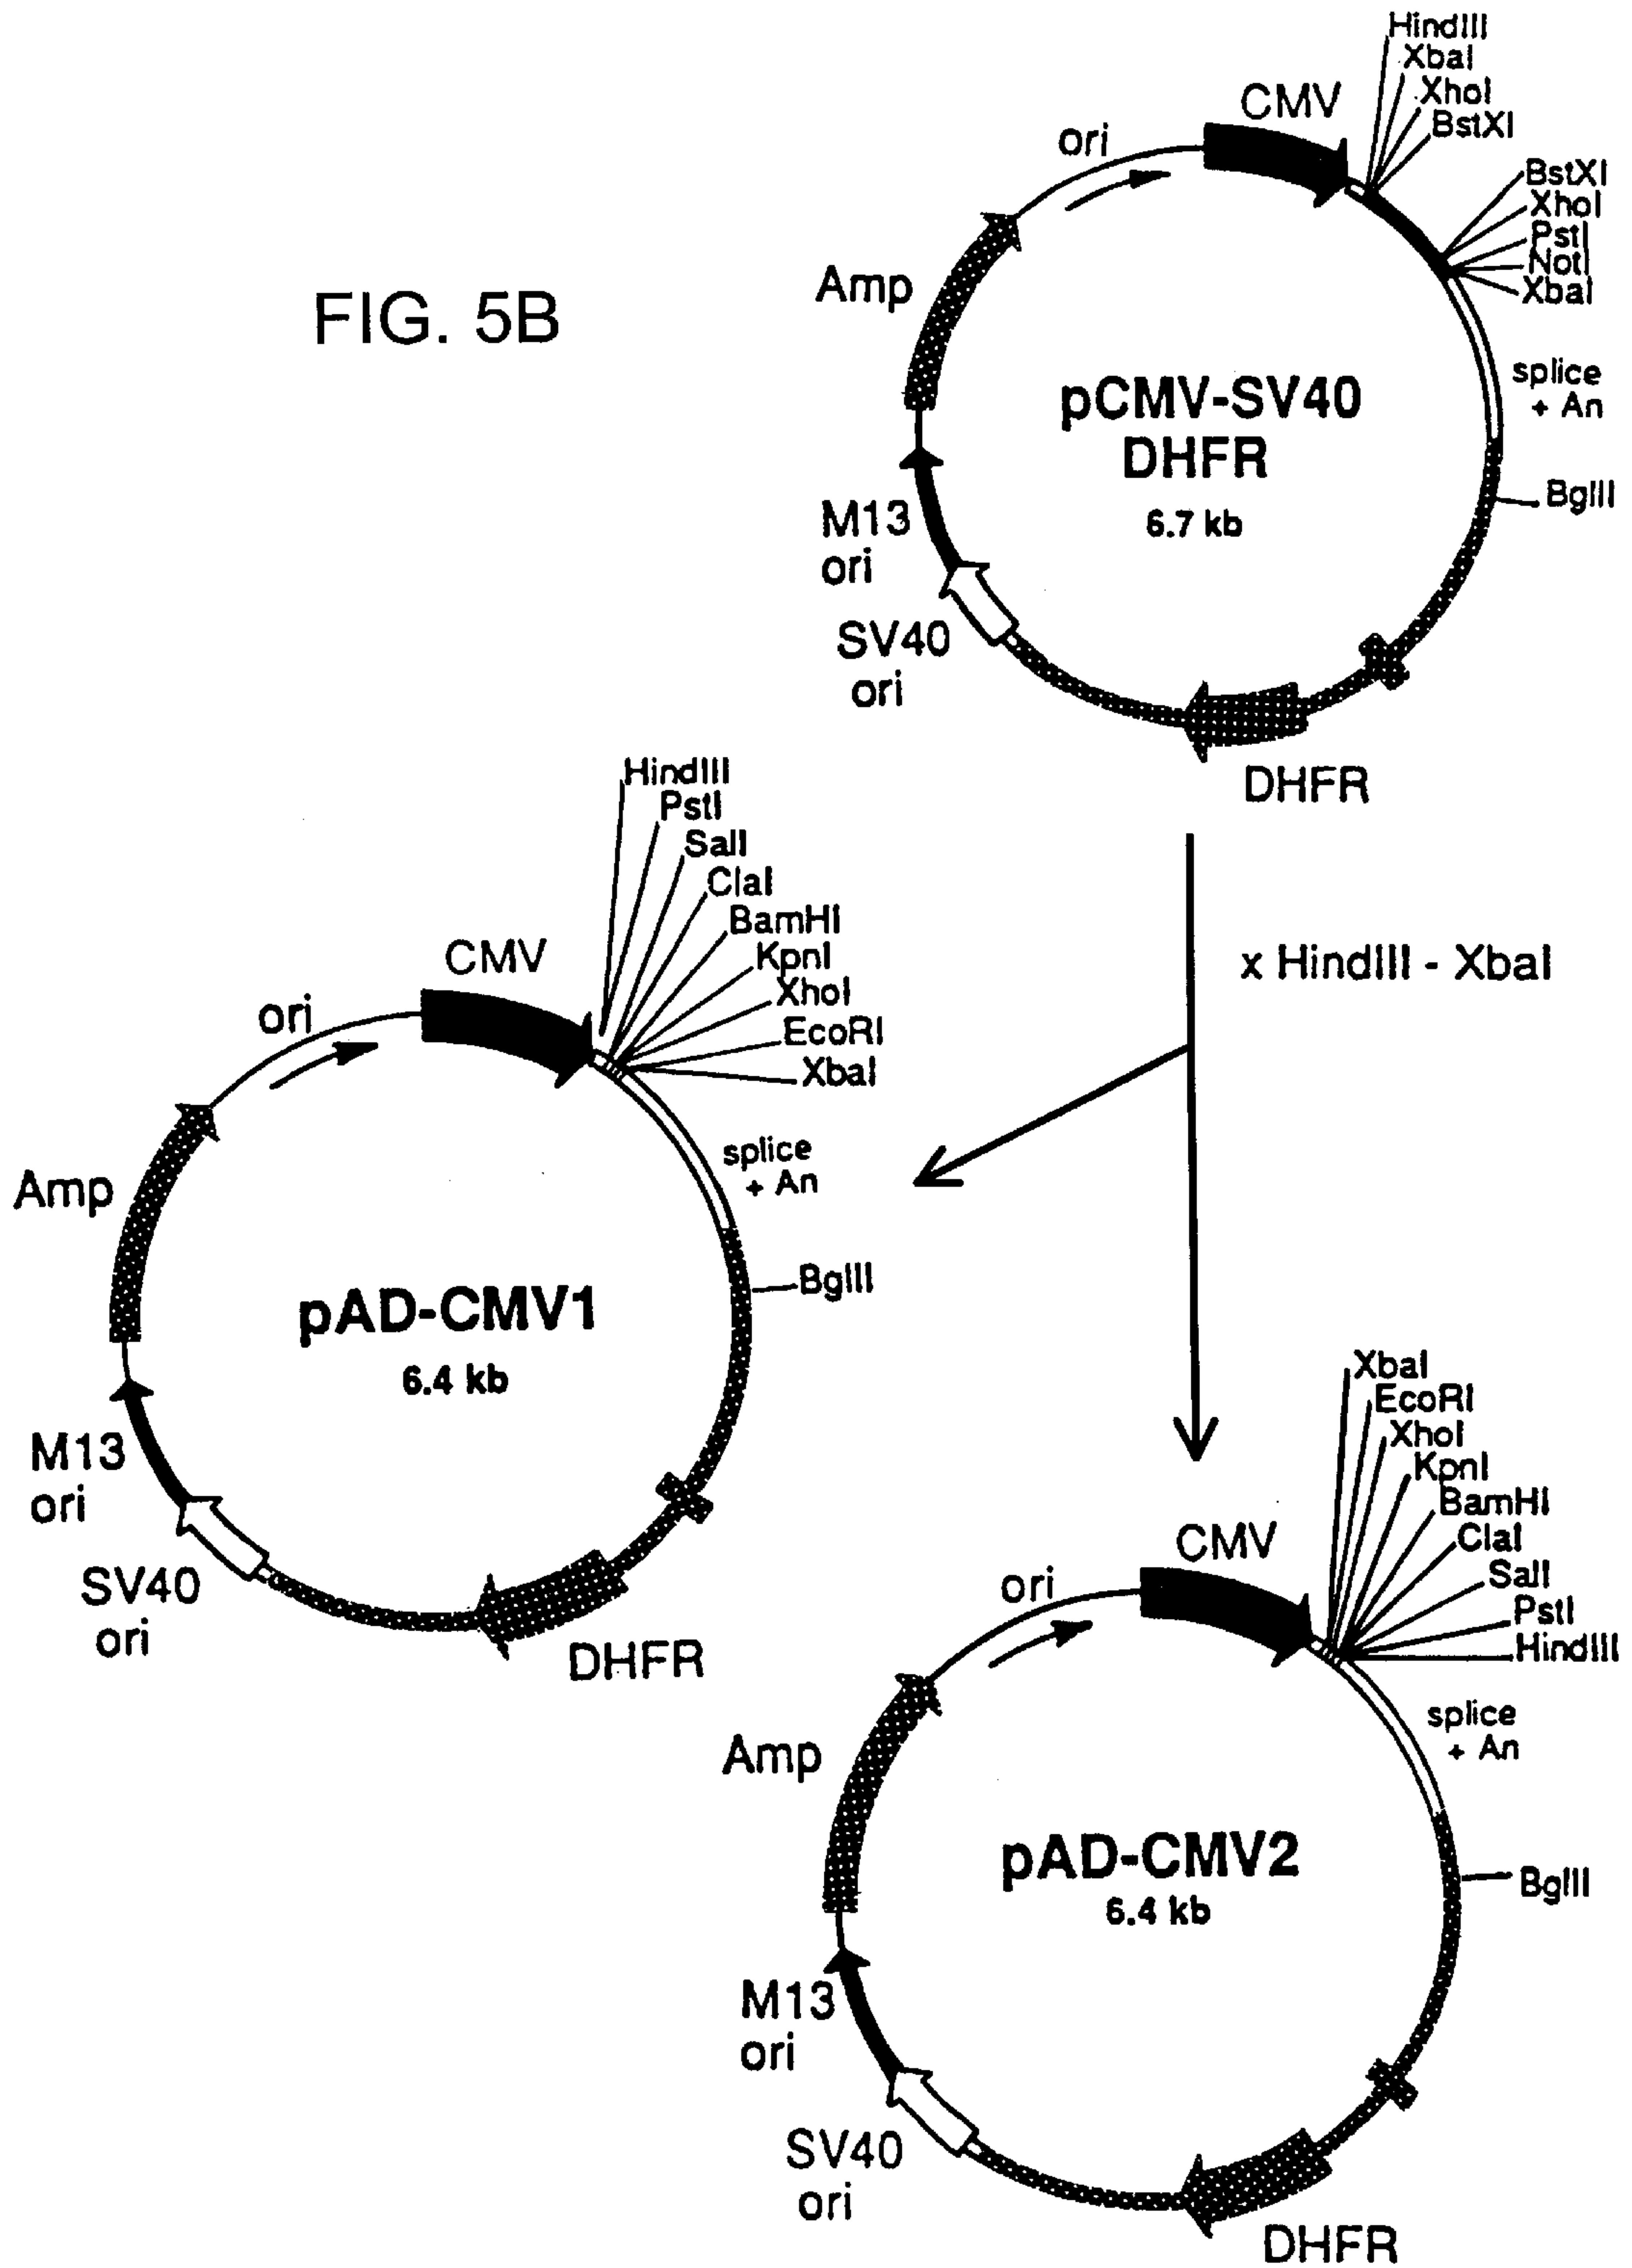 FIG. 5B
HindIII
XbaI
XhoI
BstXI
CMV
ori
BstXI
XhoI
PstI
NotI
XbaI
Amp
splice
+ An
pCMV-SV40
DHFR
6.7 kb
BglII
M13
ori
SV40
ori
DHFR
x HindIII - XbaI
HindIII
PstI
SalI
ClaI
BamHI
KpnI
XhoI
EcoRI
XbaI
CMV
ori
splice
+ An
Amp
BglII
pAD-CMV1
6.4 kb
M13
ori
SV40
ori
DHFR
XbaI
EcoRI
XhoI
KpnI
BamHI
ClaI
SalI
PstI
HindIII
CMV
ori
splice
+ An
Amp
pAD-CMV2
6.4 kb
BglII
M13
ori
SV40
ori
DHFR